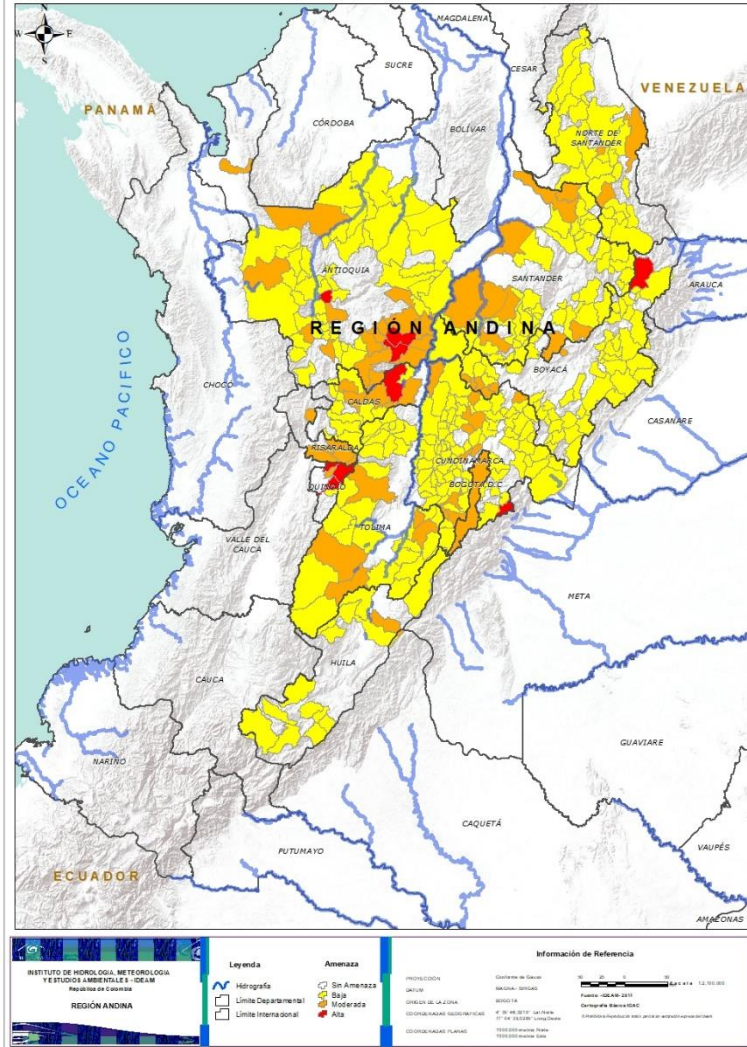 N
W E
S
MAGDALENA
SUCRE
CESAR
VENEZUELA
PANAMÁ
CÓRDOBA
BOLÍVAR
NORTE DE
SANTANDER
ANTIOQUIA
SANTANDER
ARAUCA
REGIÓN ANDINA
BOYACÁ
CHOCÓ
CALDAS
CASANARE
OCEANO PACIFICO
RISARALDA
CUNDINAMARCA
BOGOTÁ D.C
QUINDIO
TOLIMA
VALLE DEL
CAUCA
META
HUILA
CAUCA
GUAVIARE
NARIÑO
CAQUETÁ
VAUPÉS
PUTUMAYO
ECUADOR
AMAZONAS
INSTITUTO DE HIDROLOGIA, METEOROLOGIA
Y ESTUDIOS AMBIENTALES - IDEAM
República de Colombia
REGIÓN ANDINA
Leyenda
Hidrografía
Límite Departamental
Límite Internacional
Amenaza
Sin Amenaza
Baja
Moderada
Alta
Información de Referencia
PROYECCIÓN
DATUM
ORIGEN DE LA ZONA
COORDENADAS GEOGRÁFICAS
COORDENADAS PLANAS
Conforme de Gauss
MAGNA - SIRGAS
BOGOTÁ
Escala
Fuente: -IDEAM- 2011
Cartografía Básica IGAC